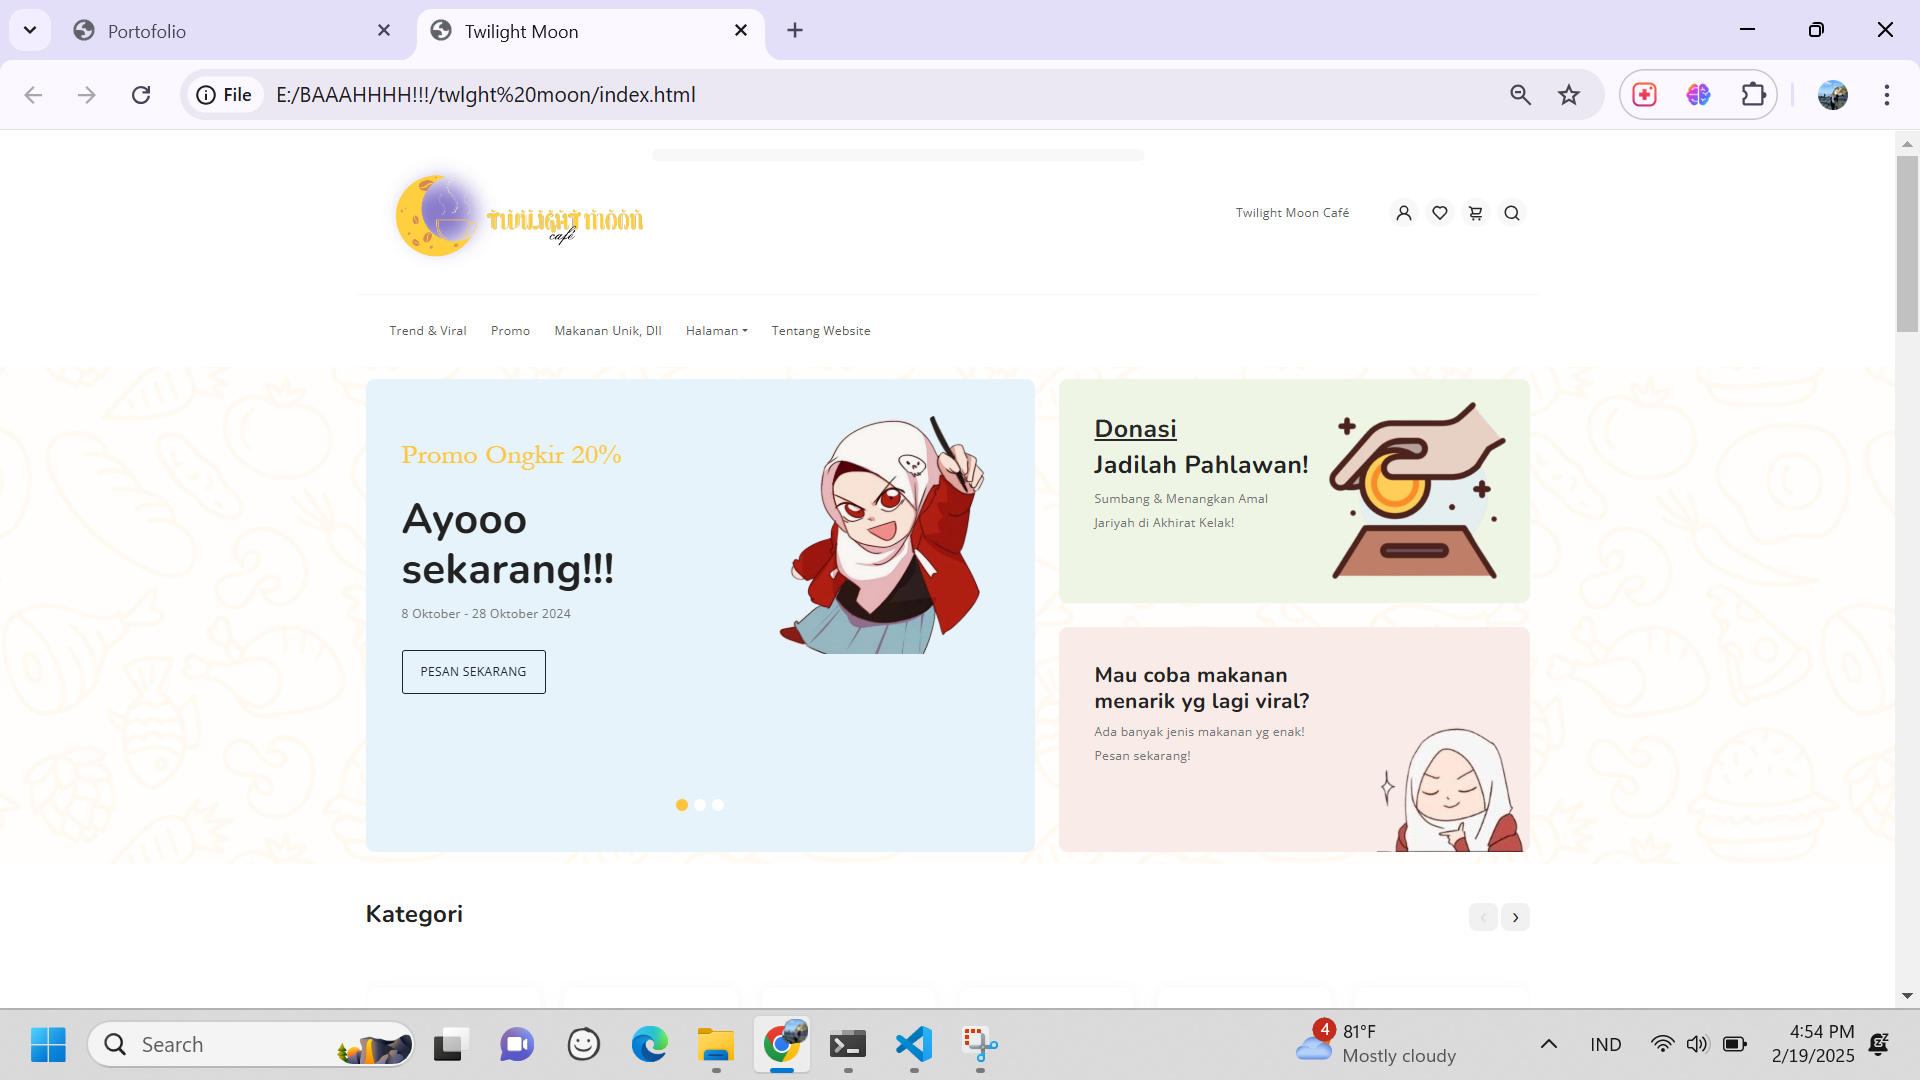 Portofolio
Twilight Moon
File
E:/BAAAHHHH!!!/twlght%20moon/index.html
TWILIGHT MOON
café
Twilight Moon Café
Trend & Viral
Promo
Makanan Unik, Dll
Halaman
Tentang Website
Promo Ongkir 20%
Ayooo
sekarang!!!
8 Oktober - 28 Oktober 2024
PESAN SEKARANG
Donasi
Jadilah Pahlawan!
Sumbang & Menangkan Amal
Jariyah di Akhirat Kelak!
Mau coba makanan
menarik yg lagi viral?
Ada banyak jenis makanan yg enak!
Pesan sekarang!
Kategori
Search
4
81°F
Mostly cloudy
IND
4:54 PM
2/19/2025